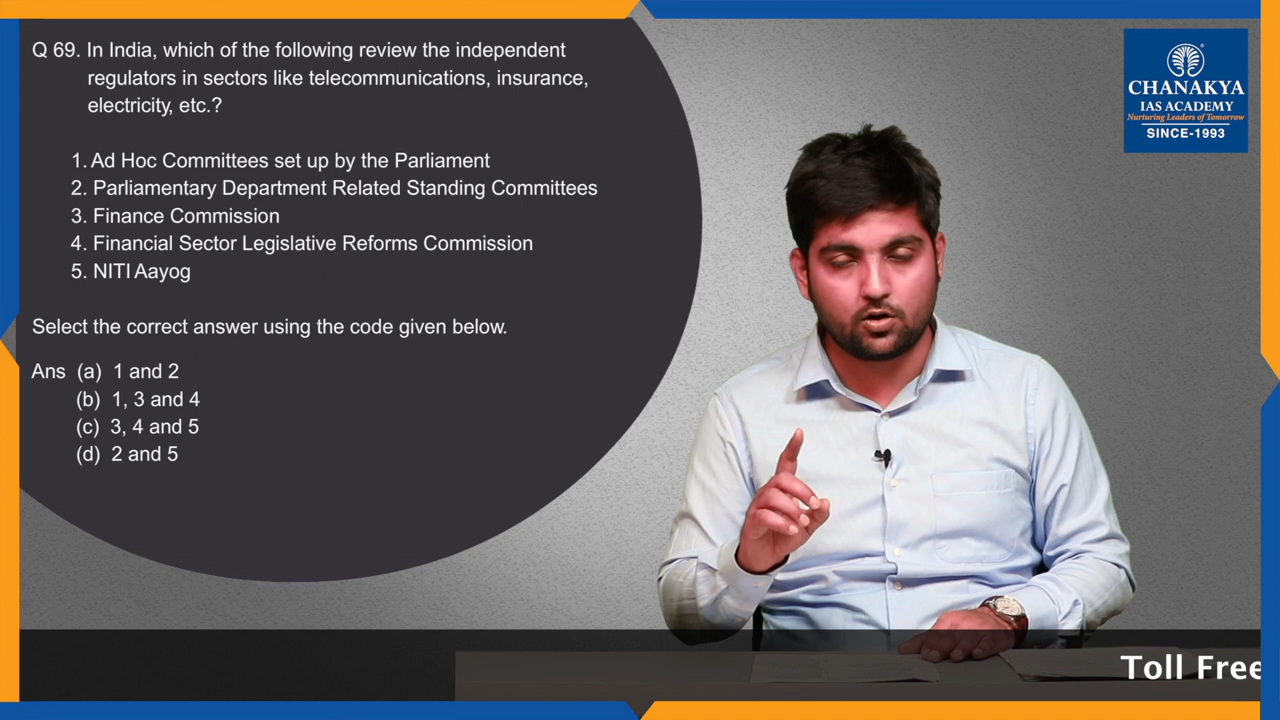 Q 69. In India, which of the following review the independent
regulators in sectors like telecommunications, insurance,
electricity, etc.?
1. Ad Hoc Committees set up by the Parliament
2. Parliamentary Department Related Standing Committees
3. Finance Commission
4. Financial Sector Legislative Reforms Commission
5. NITI Aayog
Select the correct answer using the code given below.
Ans (a) 1 and 2
(b) 1, 3 and 4
(c) 3, 4 and 5
(d) 2 and 5
CHANAKYA
IAS ACADEMY
Nurturing Leaders of Tomorrow
SINCE-1993
Toll Free